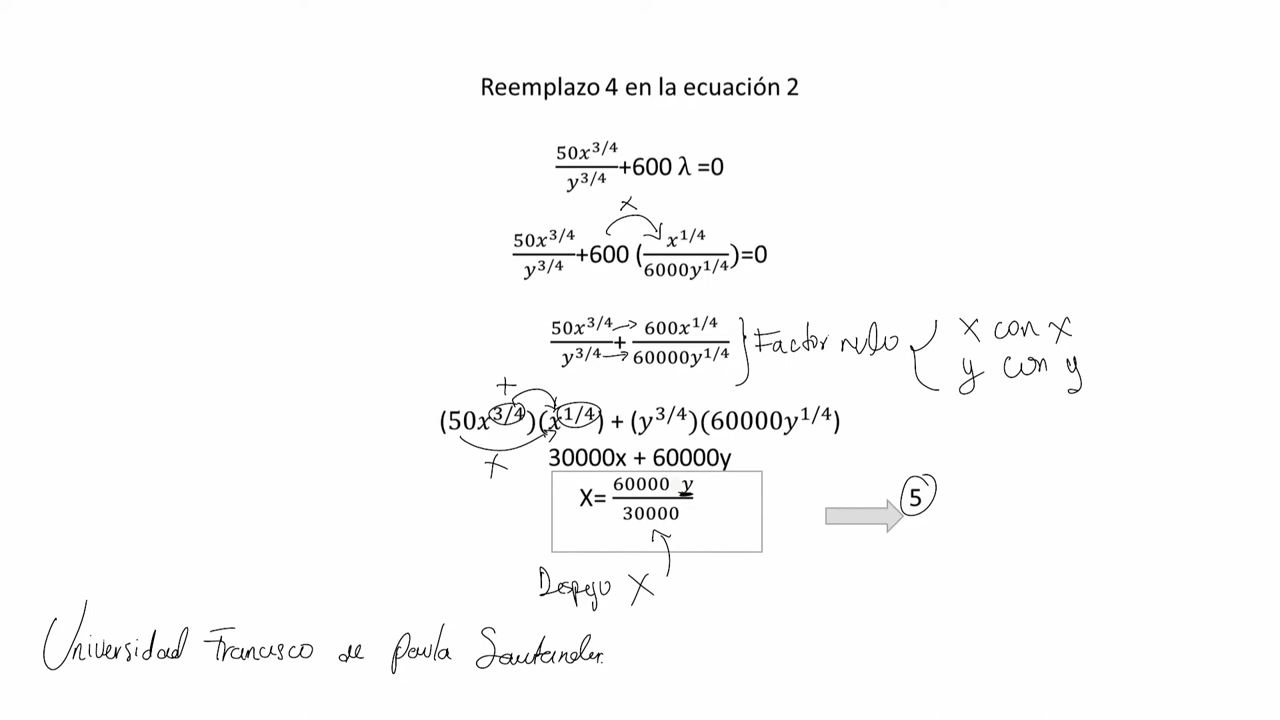 Reemplazo 4 en la ecuación 2
50x^{3/4}/y^{3/4}+600 λ =0
x
50x^{3/4}/y^{3/4}+600 (x^{1/4}/6000y^{1/4})=0
50x^{3/4}/y^{3/4} + 600x^{1/4}/60000y^{1/4} } Factor nulo { x con x
y con y
+
(50x^{3/4})(x^{1/4}) + (y^{3/4})(60000y^{1/4})
x
30000x + 60000y
X= 60000 y/30000
5
Despejo X
Universidad Francisco de paula Santander.